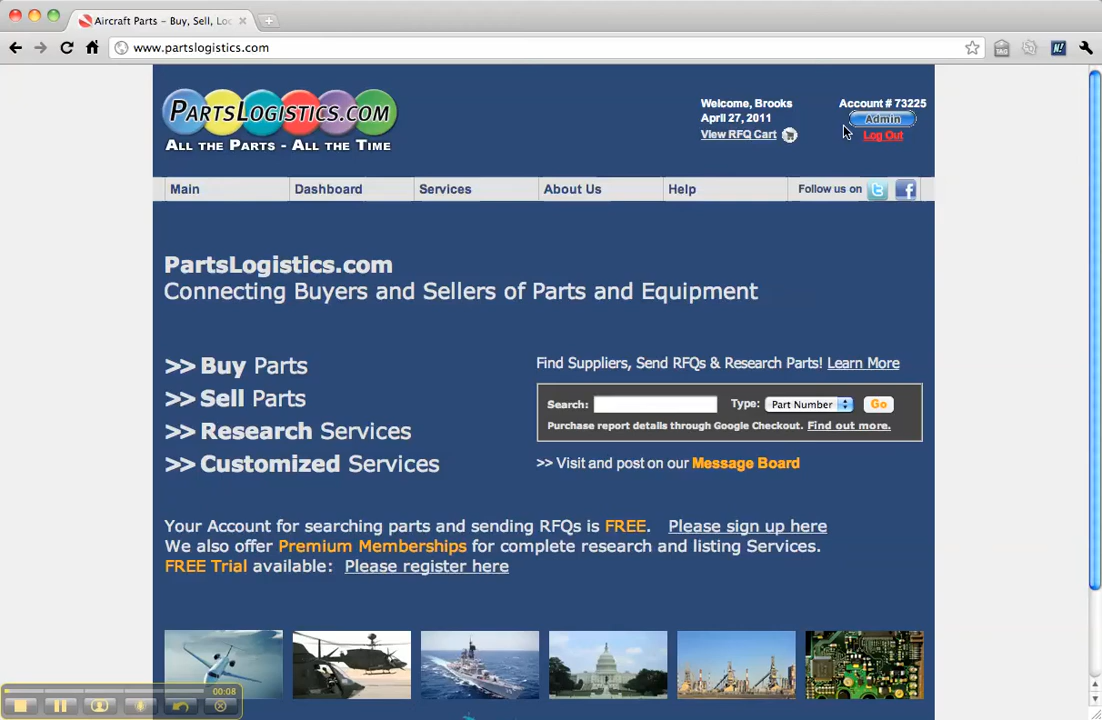 Aircraft Parts – Buy, Sell, Loc
www.partslogistics.com
TAG
N!
PartsLogistics.com
All the Parts - All the Time
Welcome, Brooks
April 27, 2011
View RFQ Cart
Account # 73225
Admin
Log Out
Main
Dashboard
Services
About Us
Help
Follow us on
PartsLogistics.com
Connecting Buyers and Sellers of Parts and Equipment
>> Buy Parts
>> Sell Parts
>> Research Services
>> Customized Services
Find Suppliers, Send RFQs & Research Parts! Learn More
Search: Type: Part Number Go
Purchase report details through Google Checkout. Find out more.
>> Visit and post on our Message Board
Your Account for searching parts and sending RFQs is FREE. Please sign up here
We also offer Premium Memberships for complete research and listing Services.
FREE Trial available: Please register here
00:08